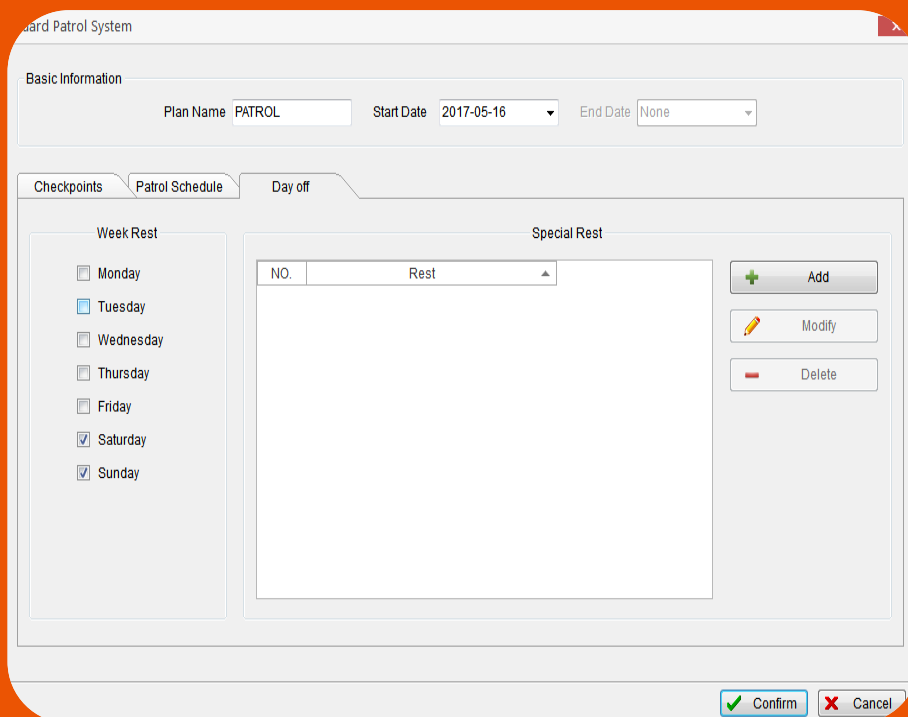 uard Patrol System
Basic Information
Plan Name PATROL Start Date 2017-05-16 End Date None
Checkpoints Patrol Schedule Day off
Week Rest
Monday
Tuesday
Wednesday
Thursday
Friday
Saturday
Sunday
Special Rest
NO. Rest
Add
Modify
Delete
Confirm Cancel